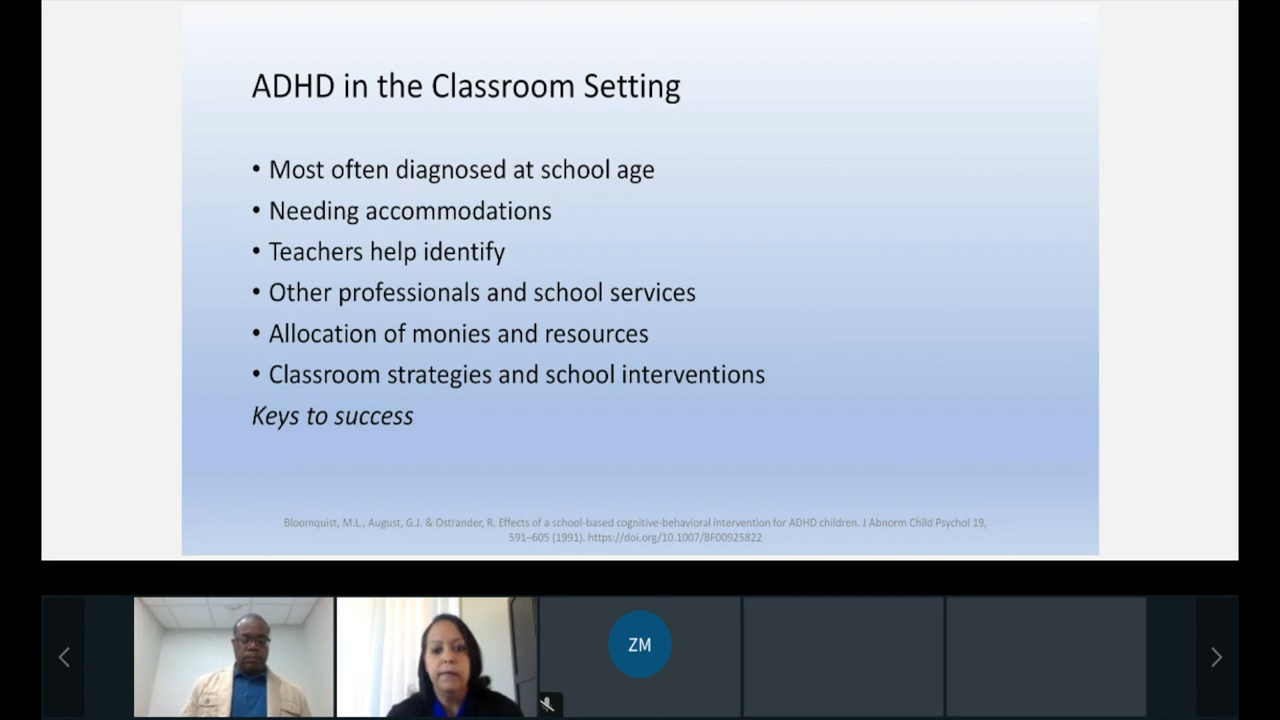 ADHD in the Classroom Setting
• Most often diagnosed at school age
• Needing accommodations
• Teachers help identify
• Other professionals and school services
• Allocation of monies and resources
• Classroom strategies and school interventions
Keys to success
Bloomquist, M.L., August, G.J. & Ostrander, R. Effects of a school-based cognitive-behavioral intervention for ADHD children. J Abnorm Child Psychol 19,
591–605 (1991). https://doi.org/10.1007/BF00925822
ZM